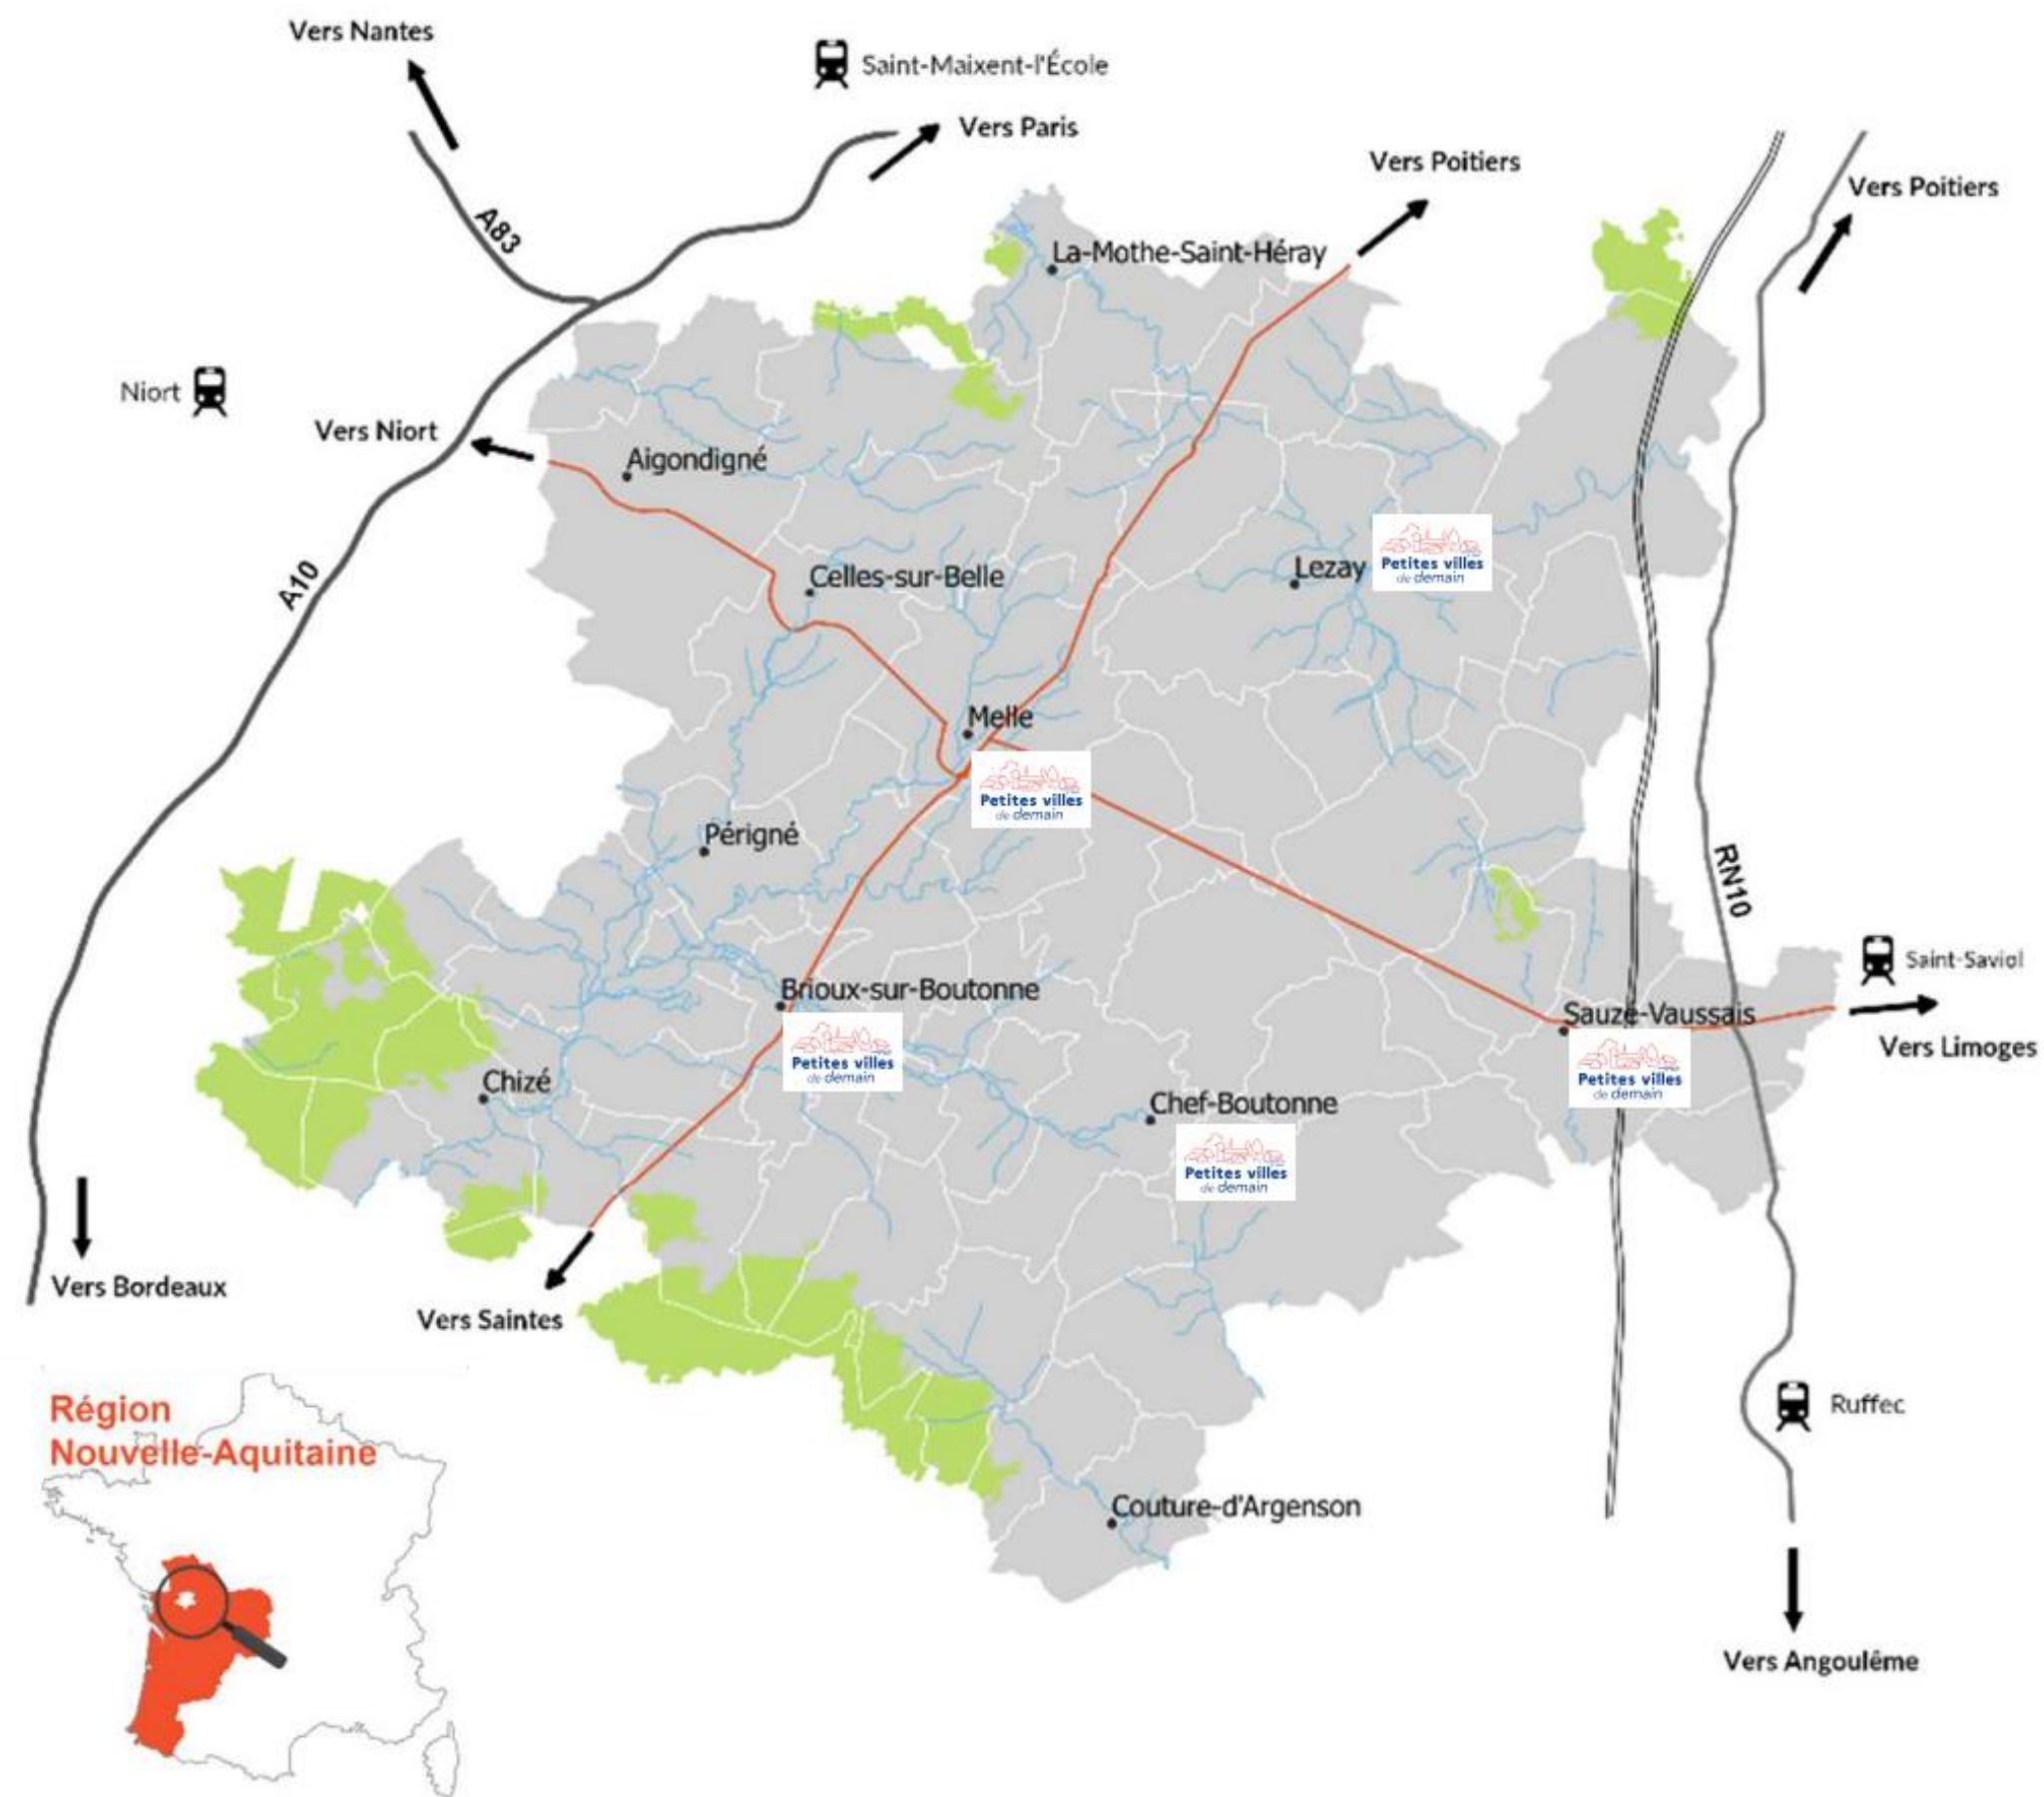 Vers Nantes
Saint-Maixent-l'École
Vers Paris
Vers Poitiers
Vers Poitiers
A83
La-Mothe-Saint-Héray
Niort
Vers Niort
Aigondigné
A10
Celles-sur-Belle
Lezay
Petites villes
de demain
Melle
Petites villes
de demain
Périgné
RN10
Saint-Saviol
Brioux-sur-Boutonne
Petites villes
de demain
Sauzé-Vaussais
Petites villes
de demain
Vers Limoges
Chizé
Chef-Boutonne
Petites villes
de demain
Vers Bordeaux
Vers Saintes
Région
Nouvelle-Aquitaine
Ruffec
Couture-d'Argenson
Vers Angoulême